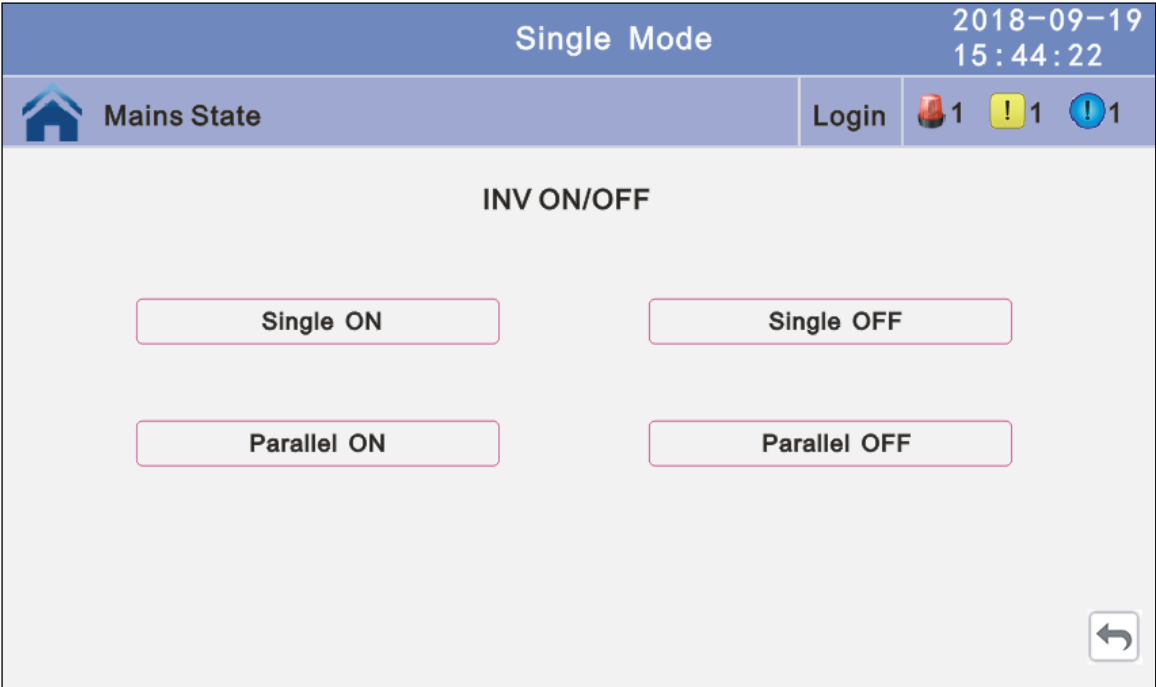 Single Mode
2018-09-19
15:44:22
Mains State
Login
1
! 1
! 1
INV ON/OFF
Single ON
Single OFF
Parallel ON
Parallel OFF